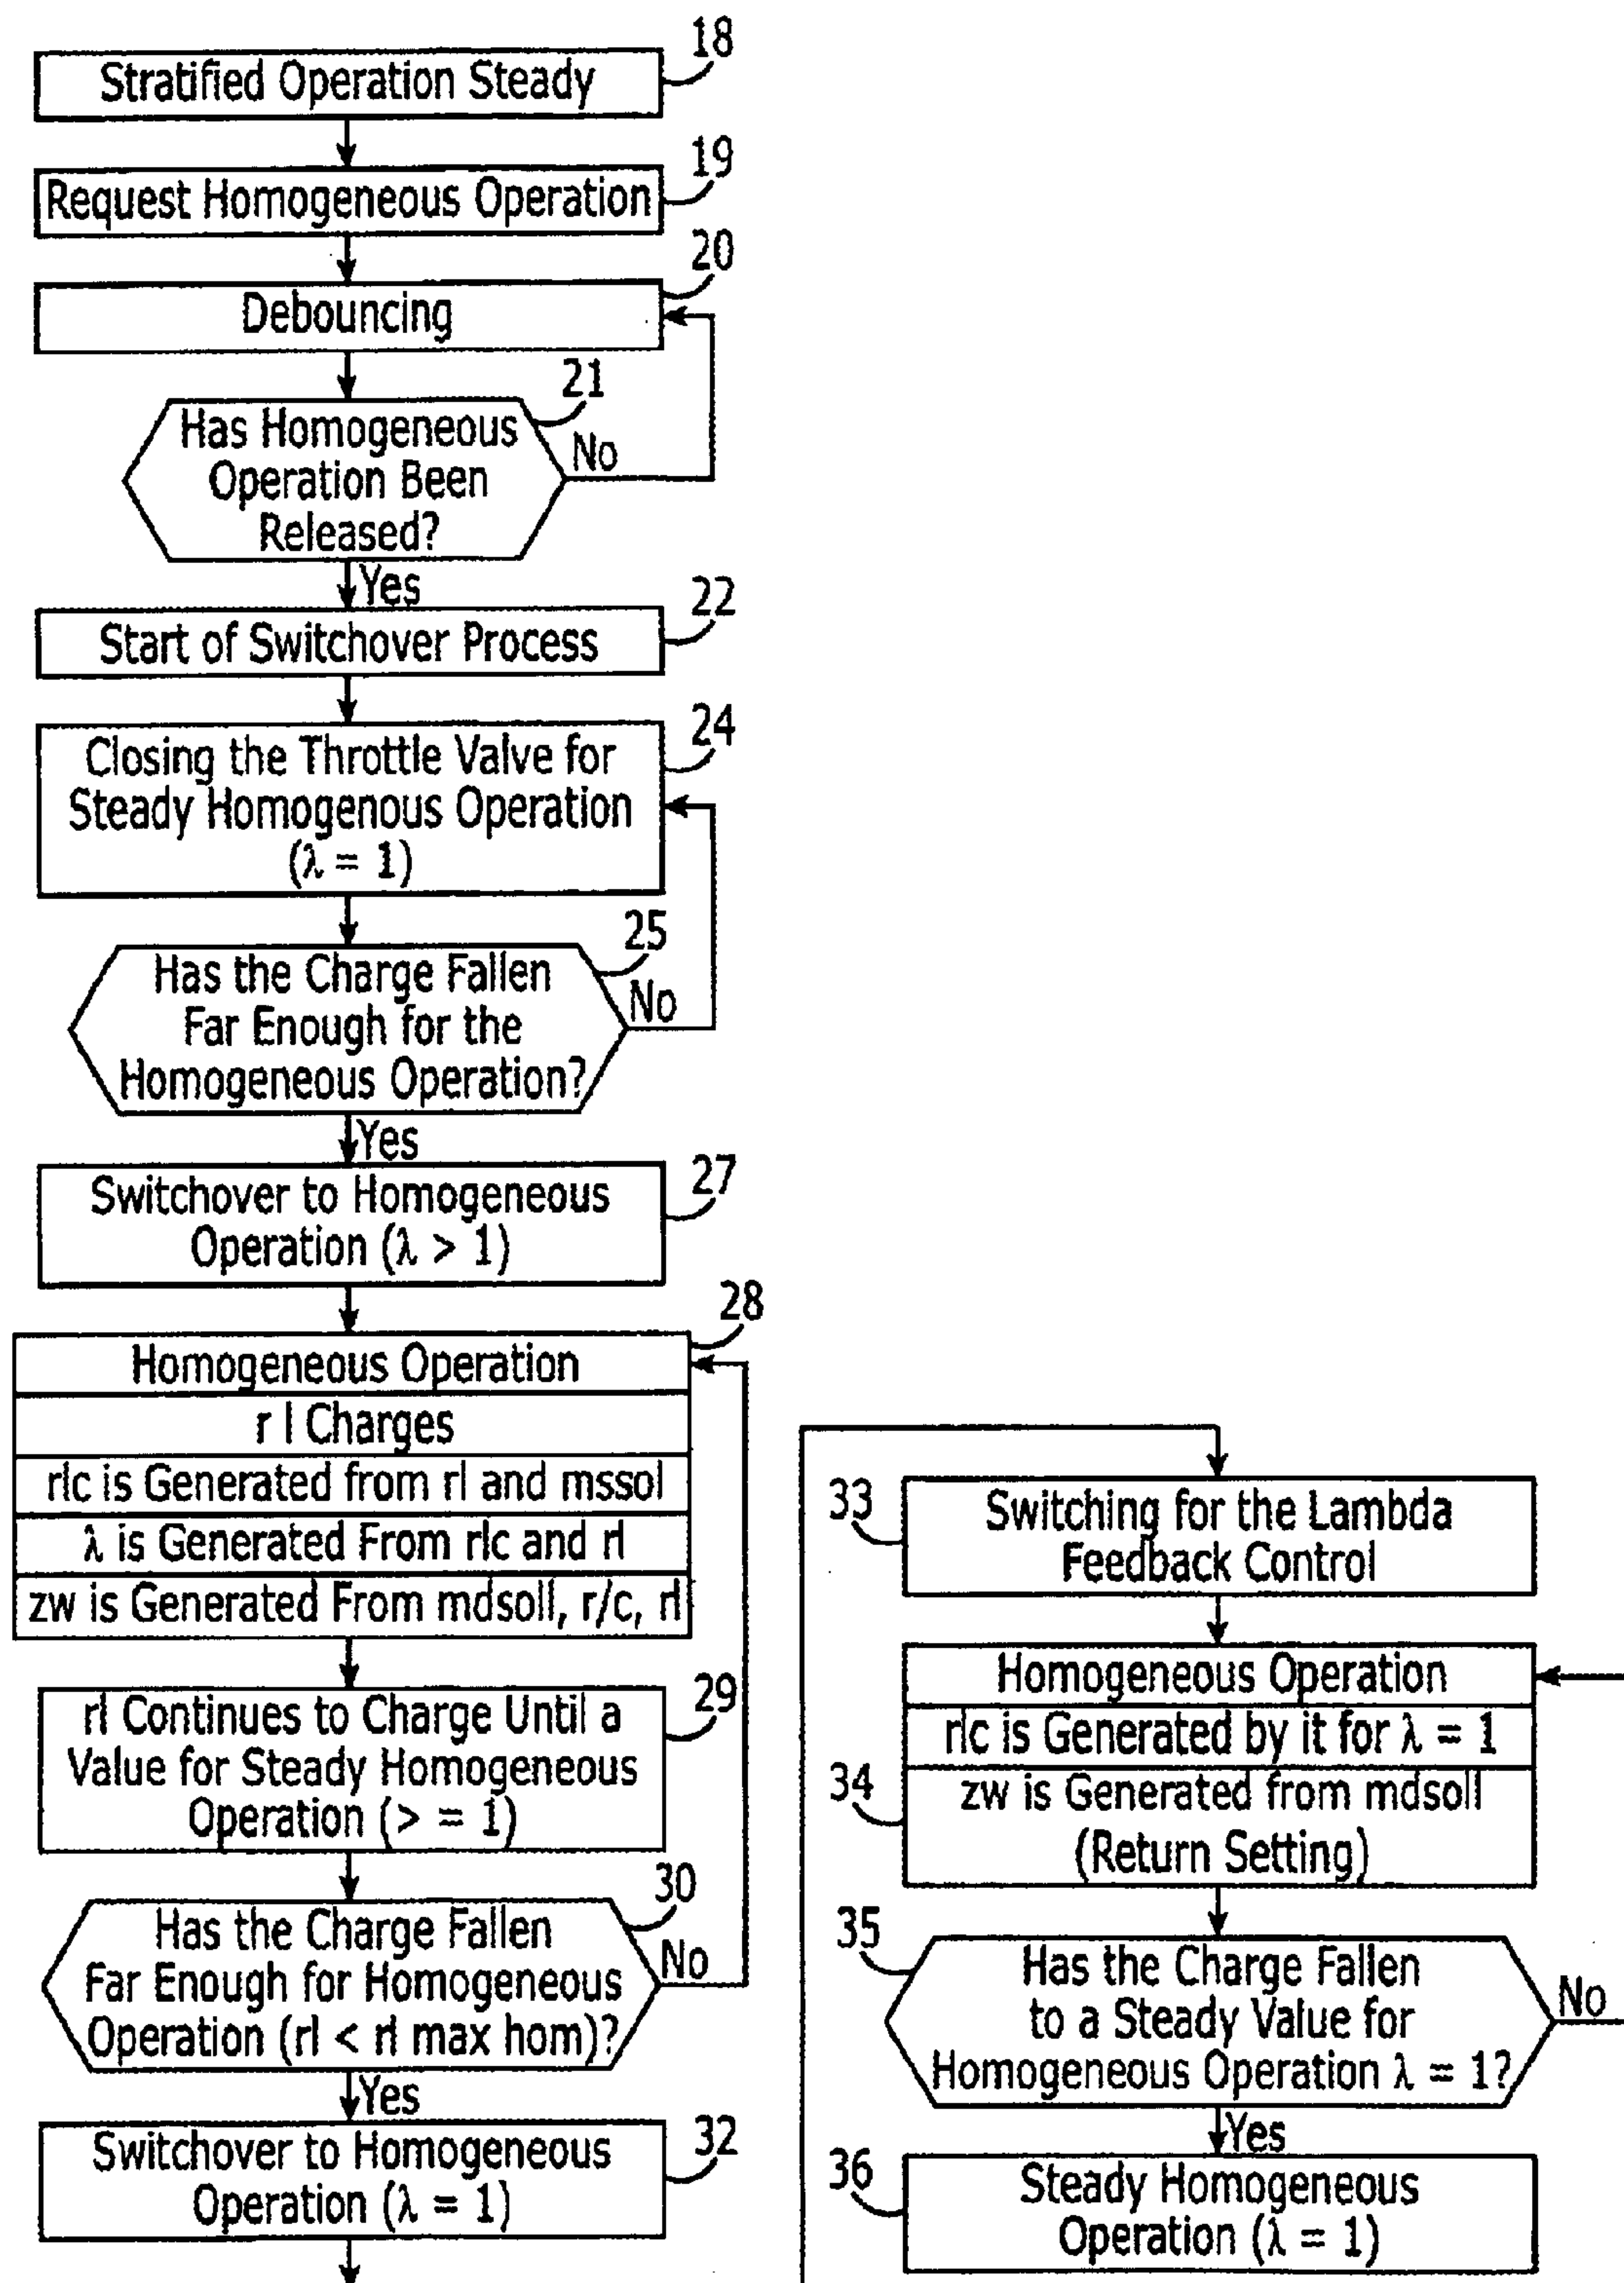 18
Stratified Operation Steady
19
Request Homogeneous Operation
20
Debouncing
21
Has Homogeneous
Operation Been
Released?
No
Yes
22
Start of Switchover Process
24
Closing the Throttle Valve for
Steady Homogenous Operation
(λ = 1)
25
Has the Charge Fallen
Far Enough for the
Homogeneous Operation?
No
Yes
27
Switchover to Homogeneous
Operation (λ > 1)
28
Homogeneous Operation
r l Charges
rlc is Generated from rl and mssol
λ is Generated From rlc and rl
zw is Generated From mdsoll, r/c, rl
29
rl Continues to Charge Until a
Value for Steady Homogeneous
Operation (> = 1)
30
Has the Charge Fallen
Far Enough for Homogeneous
Operation (rl < rl max hom)?
No
Yes
32
Switchover to Homogeneous
Operation (λ = 1)
33
Switching for the Lambda
Feedback Control
Homogeneous Operation
rlc is Generated by it for λ = 1
34
zw is Generated from mdsoll
(Return Setting)
35
Has the Charge Fallen
to a Steady Value for
Homogeneous Operation λ = 1?
No
Yes
36
Steady Homogeneous
Operation (λ = 1)